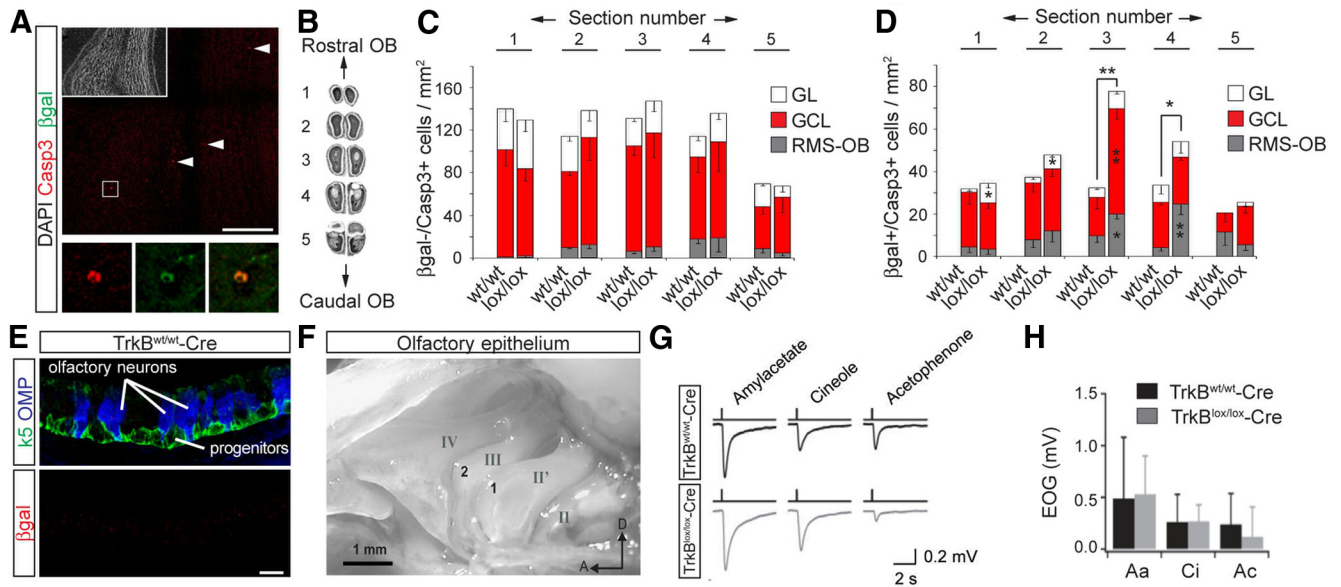 A
DAPI Casp3 βgal
B
Rostral OB
1
2
3
4
5
Caudal OB
C
Section number
1 2 3 4 5
βgal-/Casp3+ cells / mm²
160
120
80
40
0
GL
GCL
RMS-OB
wt/wt lox/lox wt/wt lox/lox wt/wt lox/lox wt/wt lox/lox wt/wt lox/lox
D
Section number
1 2 3 4 5
βgal+/Casp3+ cells / mm²
80
60
40
20
0
** *
* * ** * **
GL
GCL
RMS-OB
wt/wt lox/lox wt/wt lox/lox wt/wt lox/lox wt/wt lox/lox wt/wt lox/lox
E
TrkBwt/wt-Cre
k5 OMP
olfactory neurons
progenitors
βgal
F
Olfactory epithelium
IV
III
2
II'
1
II
1 mm
D
A
G
Amylacetate
Cineole
Acetophenone
TrkBwt/wt-Cre
TrkBlox/lox-Cre
0.2 mV
2 s
H
TrkBwt/wt-Cre
TrkBlox/lox-Cre
EOG (mV)
1.5
1.0
0.5
0.0
Aa Ci Ac